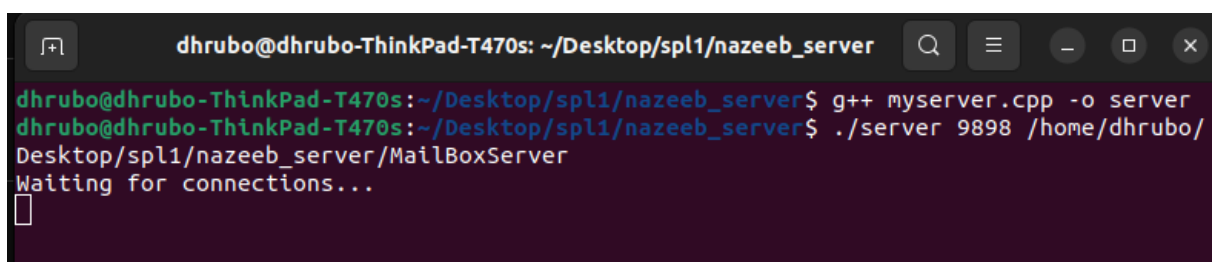 dhrubo@dhrubo-ThinkPad-T470s: ~/Desktop/spl1/nazeeb_server
dhrubo@dhrubo-ThinkPad-T470s:~/Desktop/spl1/nazeeb_server$ g++ myserver.cpp -o server
dhrubo@dhrubo-ThinkPad-T470s:~/Desktop/spl1/nazeeb_server$ ./server 9898 /home/dhrubo/
Desktop/spl1/nazeeb_server/MailBoxServer
Waiting for connections...